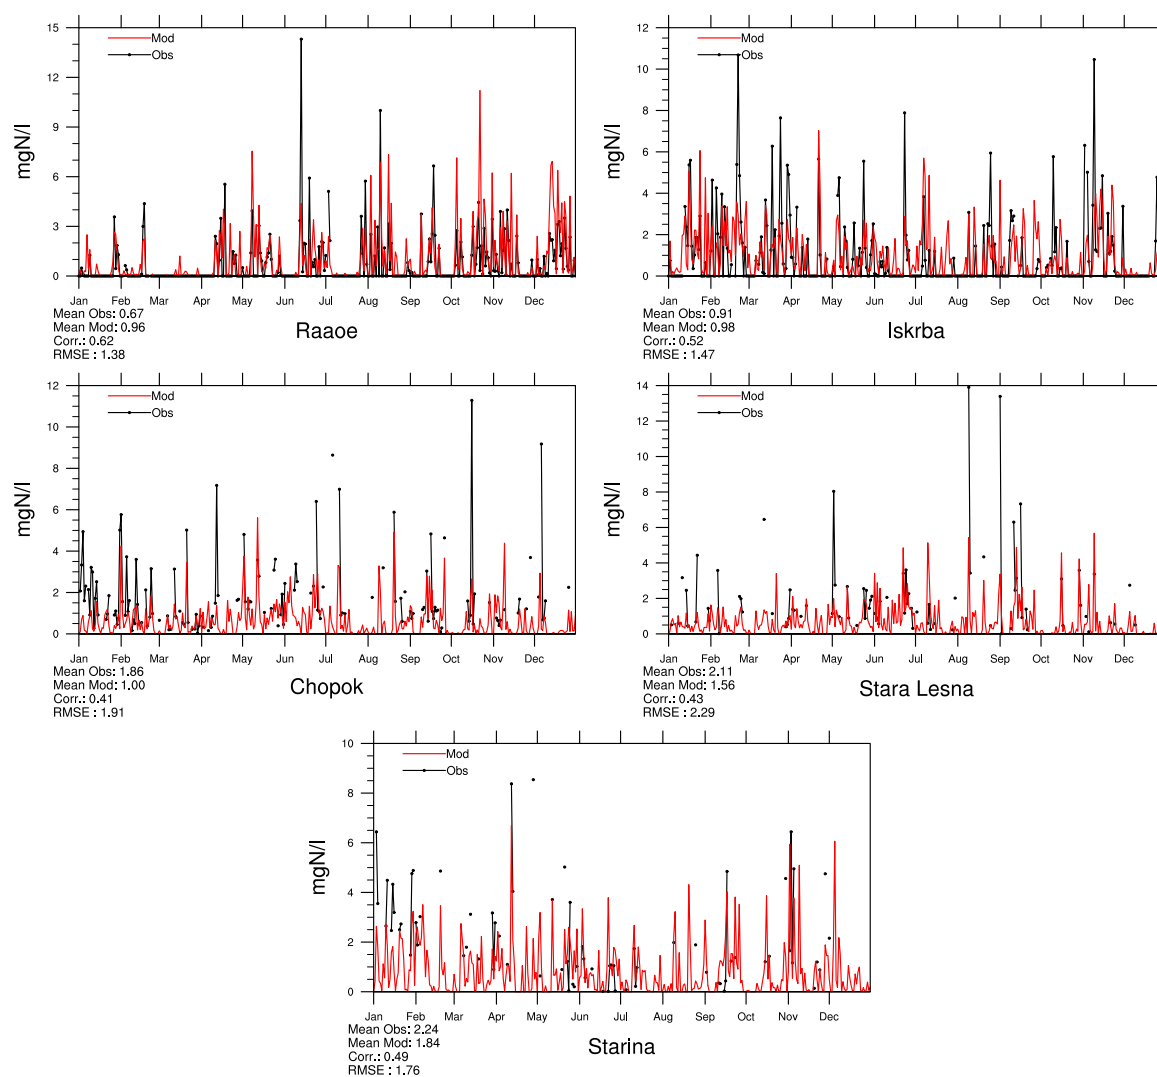 15
12
9
6
3
0
mgN/l
Mod
Obs
Jan Feb Mar Apr May Jun Jul Aug Sep Oct Nov Dec
Mean Obs: 0.67
Mean Mod: 0.96
Corr.: 0.62
RMSE : 1.38
Raaoe
12
10
8
6
4
2
0
mgN/l
Mod
Obs
Jan Feb Mar Apr May Jun Jul Aug Sep Oct Nov Dec
Mean Obs: 0.91
Mean Mod: 0.98
Corr.: 0.52
RMSE : 1.47
Iskrba
12
10
8
6
4
2
0
mgN/l
Mod
Obs
Jan Feb Mar Apr May Jun Jul Aug Sep Oct Nov Dec
Mean Obs: 1.86
Mean Mod: 1.00
Corr.: 0.41
RMSE : 1.91
Chopok
14
12
10
8
6
4
2
0
mgN/l
Mod
Obs
Jan Feb Mar Apr May Jun Jul Aug Sep Oct Nov Dec
Mean Obs: 2.11
Mean Mod: 1.56
Corr.: 0.43
RMSE : 2.29
Stara Lesna
10
8
6
4
2
0
mgN/l
Mod
Obs
Jan Feb Mar Apr May Jun Jul Aug Sep Oct Nov Dec
Mean Obs: 2.24
Mean Mod: 1.84
Corr.: 0.49
RMSE : 1.76
Starina